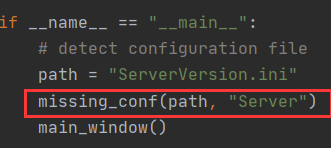 if __name__ == "__main__":
# detect configuration file
path = "ServerVersion.ini"
missing_conf(path, "Server")
main_window()